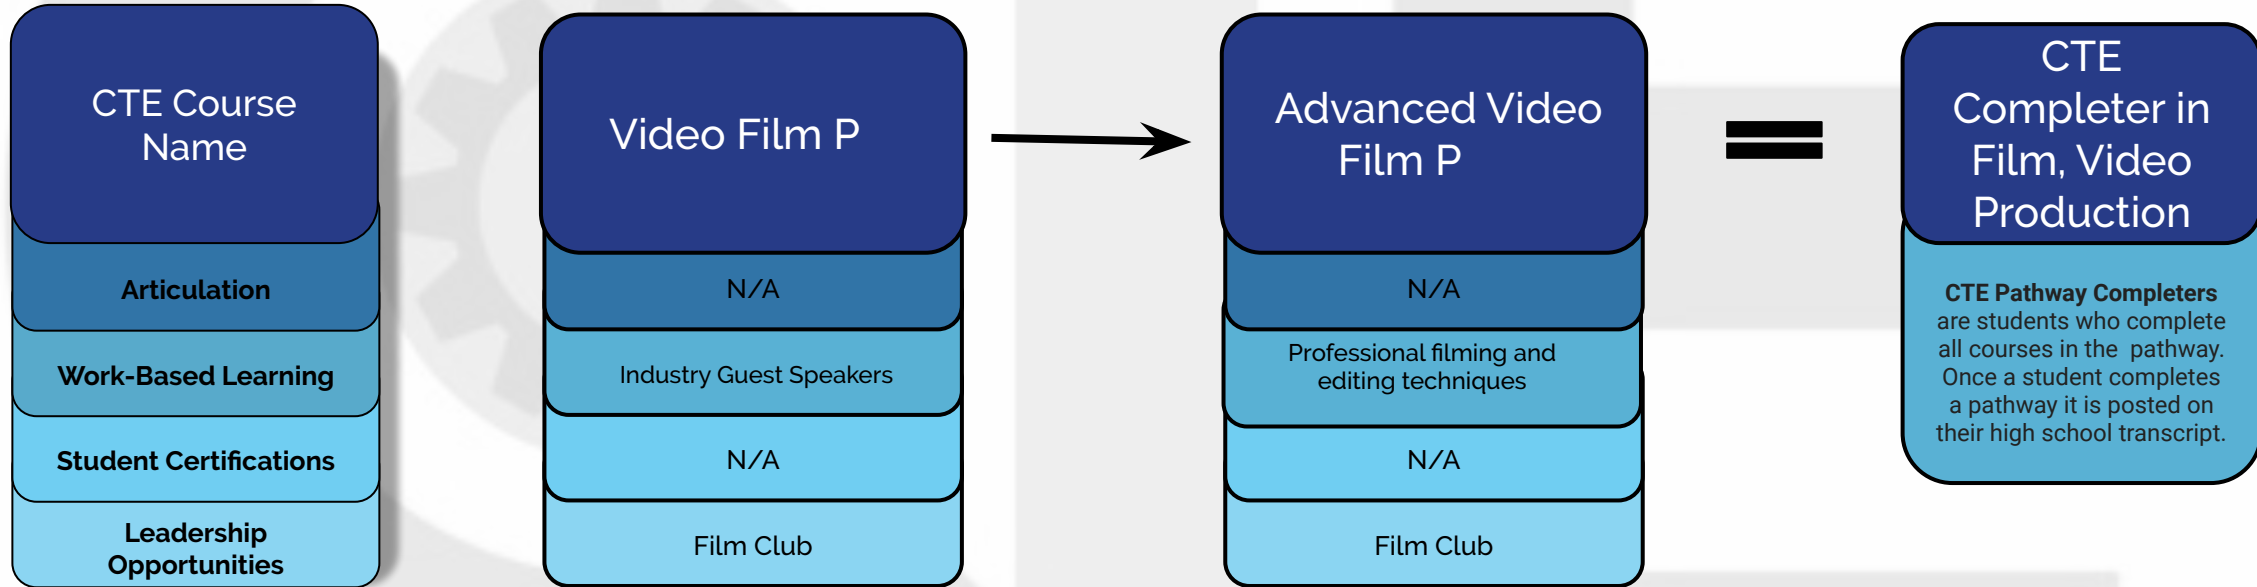 CTE Course
Name
Articulation
Work-Based Learning
Student Certifications
Leadership
Opportunities
Video Film P
N/A
Industry Guest Speakers
N/A
Film Club
Advanced Video
Film P
N/A
Professional filming and
editing techniques
N/A
Film Club
=
CTE
Completer in
Film, Video
Production
CTE Pathway Completers
are students who complete
all courses in the pathway.
Once a student completes
a pathway it is posted on
their high school transcript.